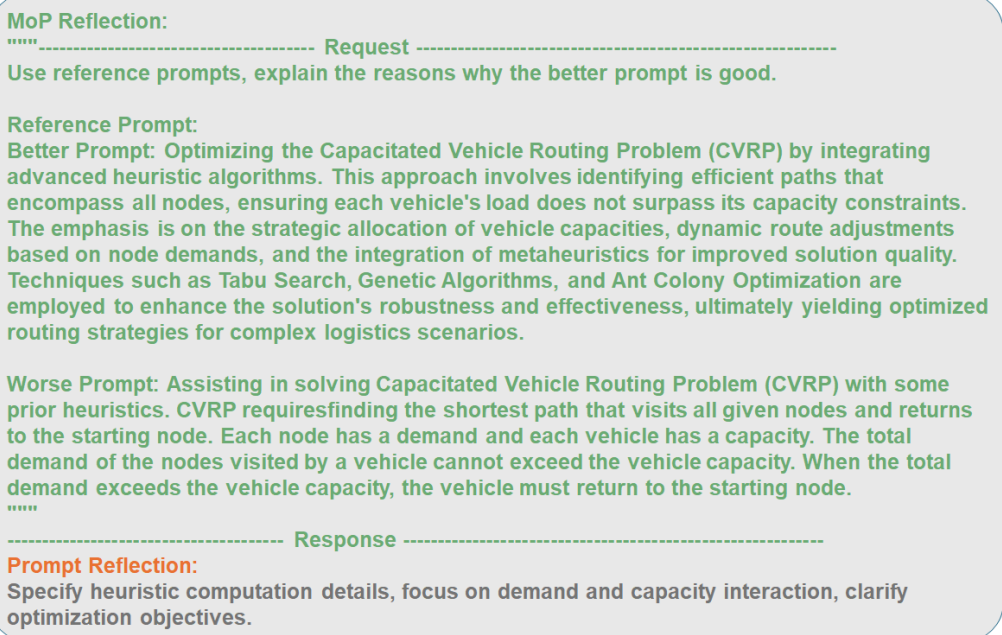 MoP Reflection:
"""---------------------------------------- Request -------------------------------------------------------------
Use reference prompts, explain the reasons why the better prompt is good.
Reference Prompt:
Better Prompt: Optimizing the Capacitated Vehicle Routing Problem (CVRP) by integrating
advanced heuristic algorithms. This approach involves identifying efficient paths that
encompass all nodes, ensuring each vehicle's load does not surpass its capacity constraints.
The emphasis is on the strategic allocation of vehicle capacities, dynamic route adjustments
based on node demands, and the integration of metaheuristics for improved solution quality.
Techniques such as Tabu Search, Genetic Algorithms, and Ant Colony Optimization are
employed to enhance the solution's robustness and effectiveness, ultimately yielding optimized
routing strategies for complex logistics scenarios.
Worse Prompt: Assisting in solving Capacitated Vehicle Routing Problem (CVRP) with some
prior heuristics. CVRP requiresfinding the shortest path that visits all given nodes and returns
to the starting node. Each node has a demand and each vehicle has a capacity. The total
demand of the nodes visited by a vehicle cannot exceed the vehicle capacity. When the total
demand exceeds the vehicle capacity, the vehicle must return to the starting node.
"""
---------------------------------------- Response -------------------------------------------------------------
Prompt Reflection:
Specify heuristic computation details, focus on demand and capacity interaction, clarify
optimization objectives.